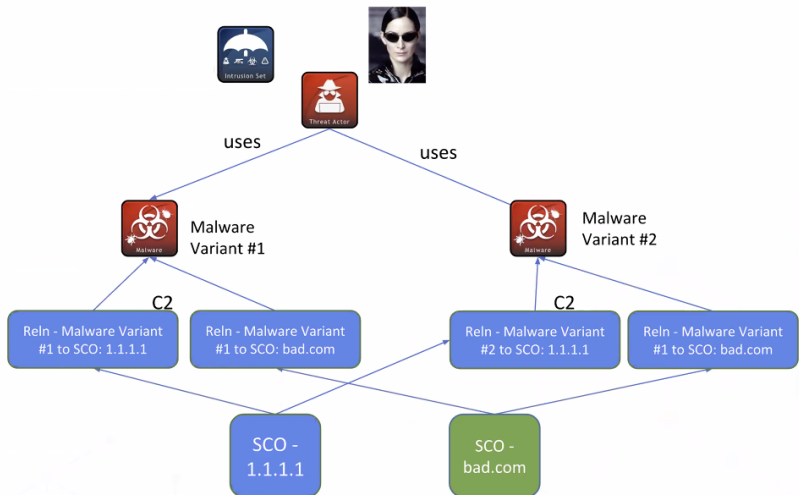 Intrusion Set
Threat Actor
uses
uses
Malware
Malware
Variant #1
Malware
Malware
Variant #2
C2
C2
Reln - Malware Variant
#1 to SCO: 1.1.1.1
Reln - Malware Variant
#1 to SCO: bad.com
Reln - Malware Variant
#2 to SCO: 1.1.1.1
Reln - Malware Variant
#1 to SCO: bad.com
SCO -
1.1.1.1
SCO -
bad.com